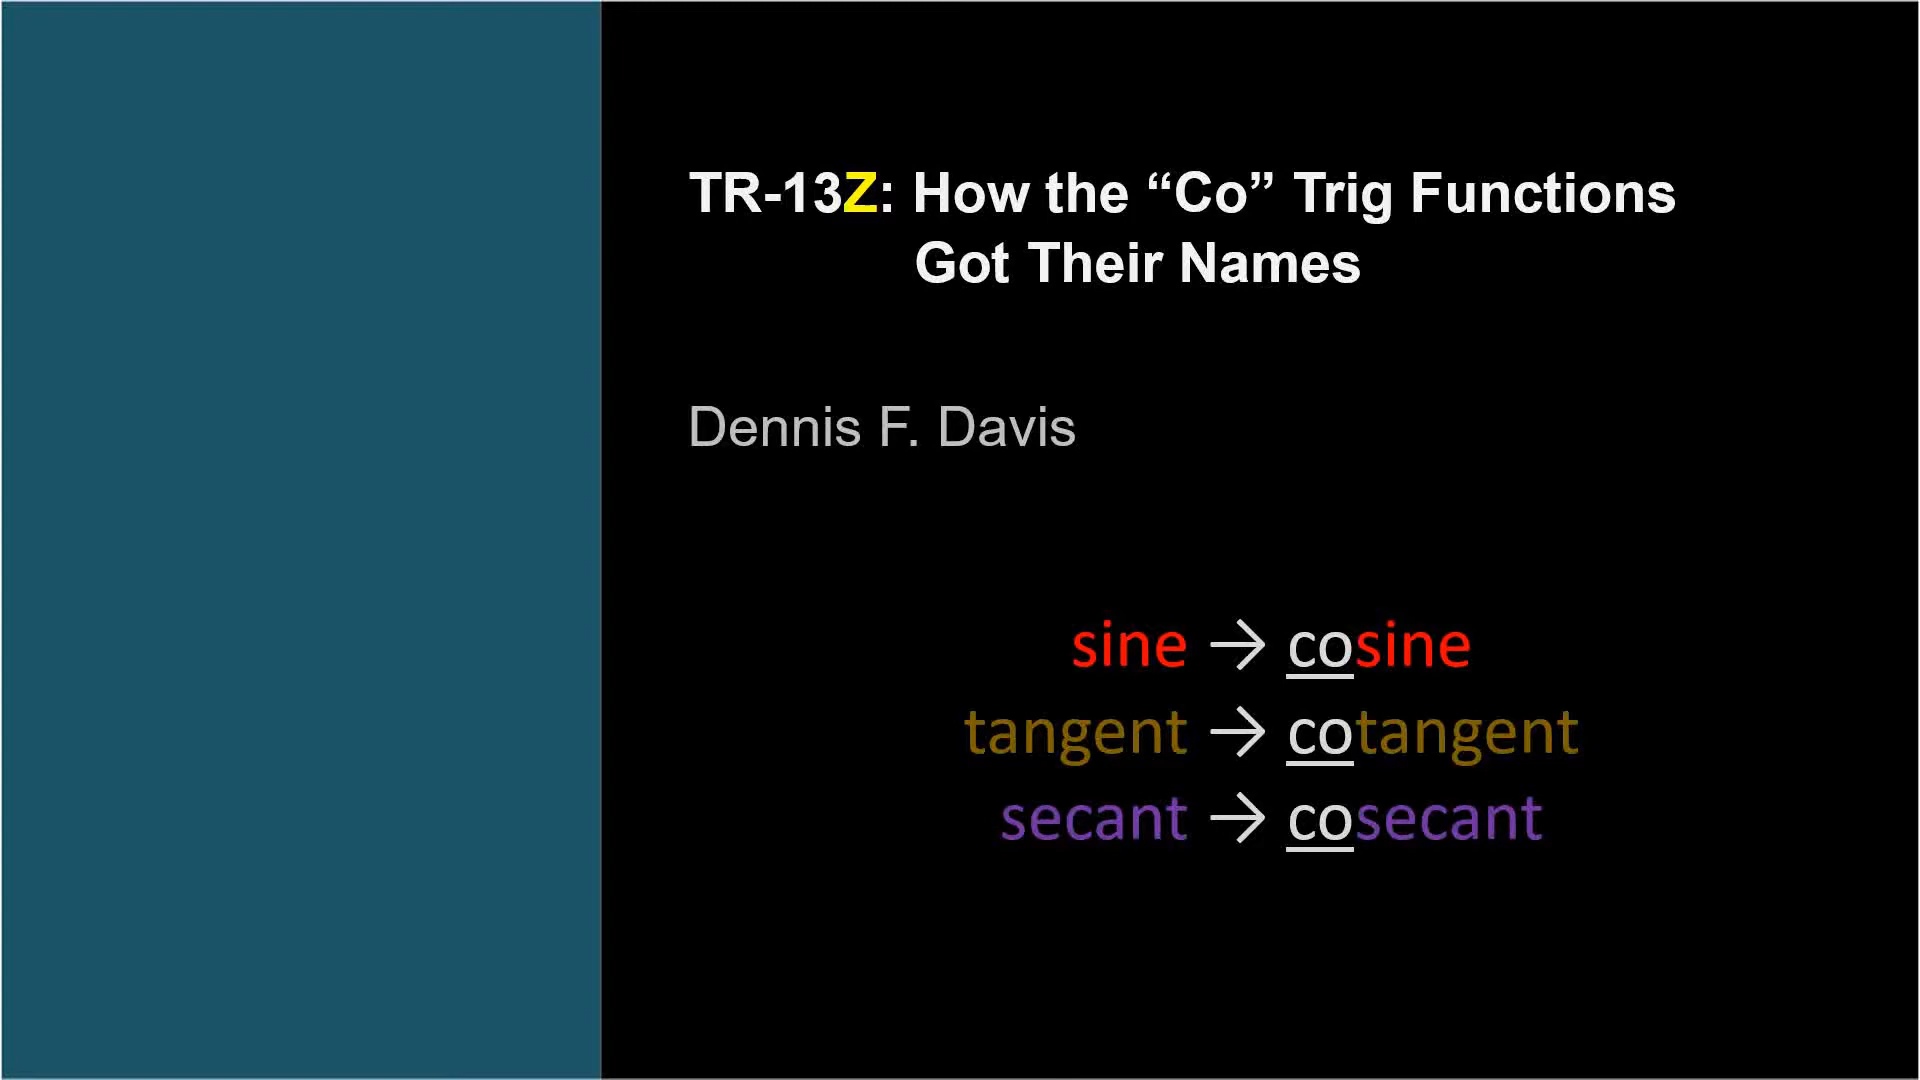 TR-13Z: How the “Co” Trig Functions
Got Their Names
Dennis F. Davis
sine → cosine
tangent → cotangent
secant → cosecant